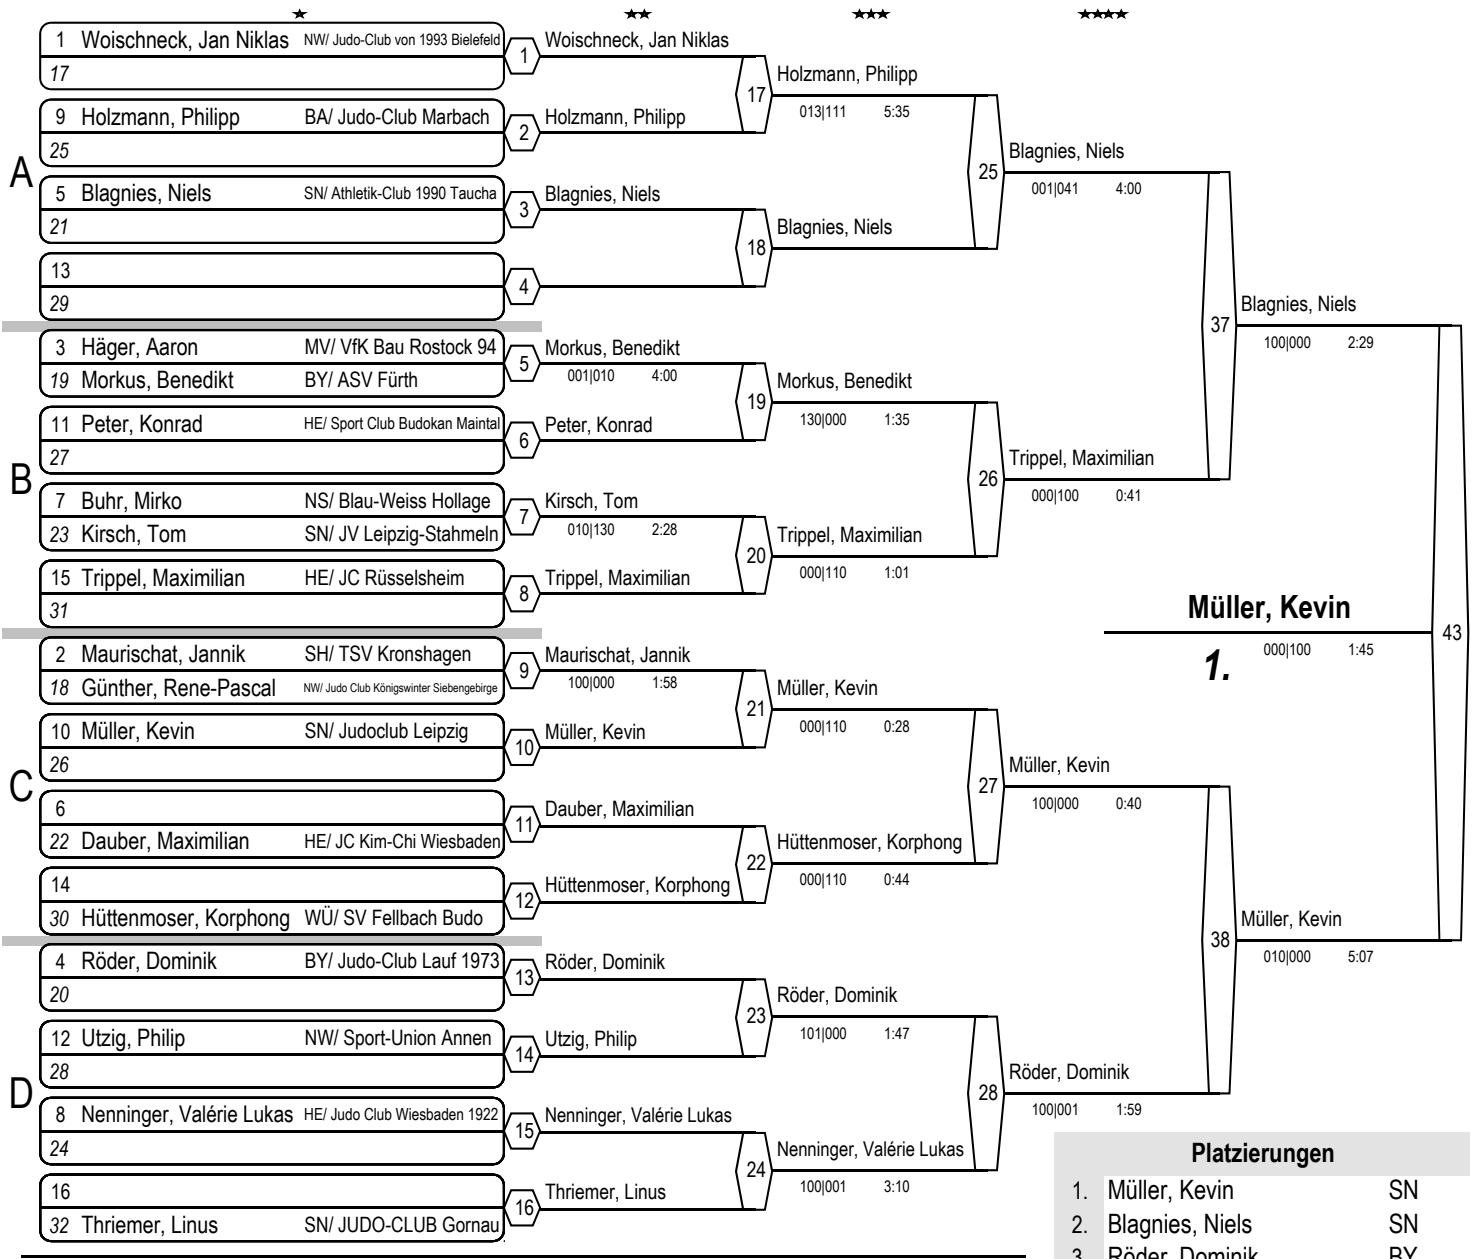 ★ ★★ ★★★ ★★★★
A
1 Woischneck, Jan Niklas NW/ Judo-Club von 1993 Bielefeld
17
1
9 Holzmann, Philipp BA/ Judo-Club Marbach
25
2
5 Blagnies, Niels SN/ Athletik-Club 1990 Taucha
21
3
13
29
4
B
3 Häger, Aaron MV/ VfK Bau Rostock 94
19 Morkus, Benedikt BY/ ASV Fürth
5
11 Peter, Konrad HE/ Sport Club Budokan Maintal
27
6
7 Buhr, Mirko NS/ Blau-Weiss Hollage
23 Kirsch, Tom SN/ JV Leipzig-Stahmeln
7
15 Trippel, Maximilian HE/ JC Rüsselsheim
31
8
C
2 Maurischat, Jannik SH/ TSV Kronshagen
18 Günther, Rene-Pascal NW/ Judo Club Königswinter Siebengebirge
9
10 Müller, Kevin SN/ Judoclub Leipzig
26
10
6
22 Dauber, Maximilian HE/ JC Kim-Chi Wiesbaden
11
14
30 Hüttenmoser, Korphong WÜ/ SV Fellbach Budo
12
D
4 Röder, Dominik BY/ Judo-Club Lauf 1973
20
13
12 Utzig, Philip NW/ Sport-Union Annen
28
14
8 Nenninger, Valérie Lukas HE/ Judo Club Wiesbaden 1922
24
15
16
32 Thriemer, Linus SN/ JUDO-CLUB Gornau
16
Woischneck, Jan Niklas
Holzmann, Philipp
17
Blagnies, Niels
18
Morkus, Benedikt
001|010 4:00
Peter, Konrad
19
Kirsch, Tom
010|130 2:28
Trippel, Maximilian
20
Maurischat, Jannik
100|000 1:58
Müller, Kevin
21
Dauber, Maximilian
Hüttenmoser, Korphong
22
Röder, Dominik
Utzig, Philip
23
Nenninger, Valérie Lukas
Thriemer, Linus
24
Holzmann, Philipp
013|111 5:35
Blagnies, Niels
25
Morkus, Benedikt
130|000 1:35
Trippel, Maximilian
000|110 1:01
26
Müller, Kevin
000|110 0:28
Hüttenmoser, Korphong
000|110 0:44
27
Röder, Dominik
101|000 1:47
Nenninger, Valérie Lukas
100|001 3:10
28
Blagnies, Niels
001|041 4:00
Trippel, Maximilian
000|100 0:41
37
Müller, Kevin
100|000 0:40
Röder, Dominik
100|001 1:59
38
Blagnies, Niels
100|000 2:29
Müller, Kevin
010|000 5:07
43
Müller, Kevin
1. 000|100 1:45
Platzierungen
1. Müller, Kevin SN
2. Blagnies, Niels SN
3. Röder, Dominik BY